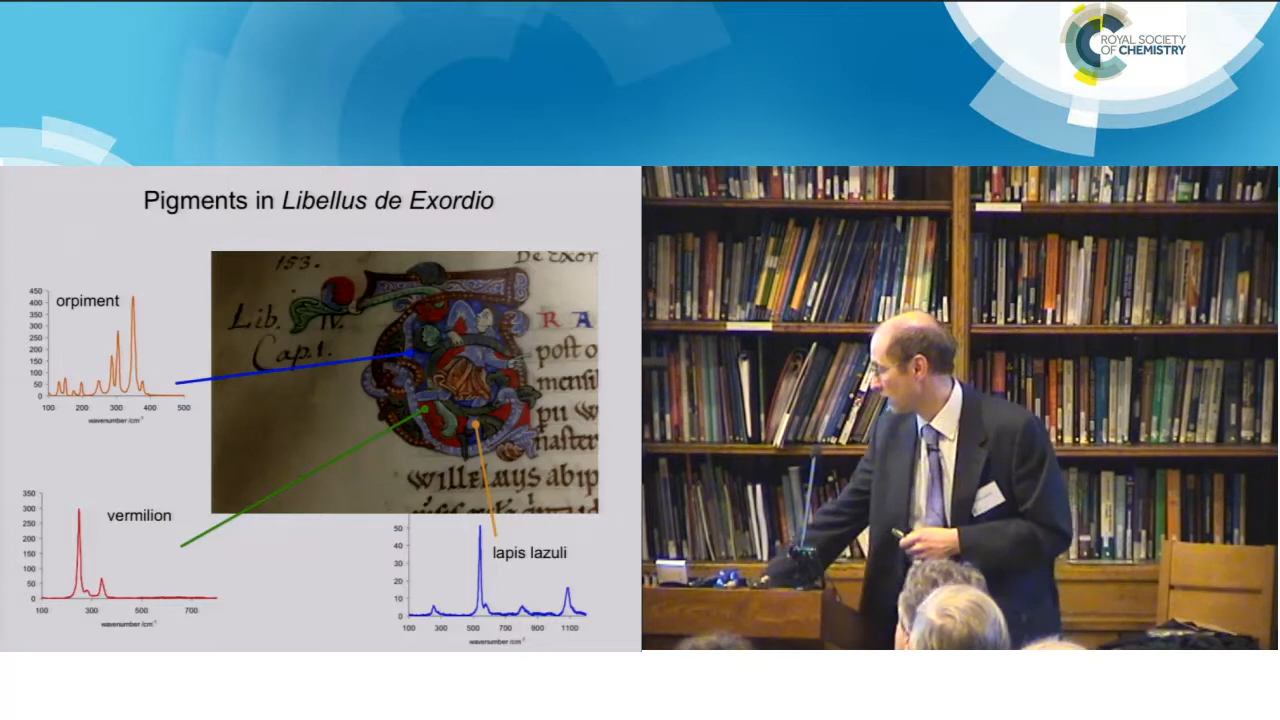 ROYAL SOCIETY
OF CHEMISTRY
Pigments in Libellus de Exordio
153.
De Exor
Lib. IV.
Cap. 1.
R A
post o
mensil
pu
naster
WILLELMUS abip
orpiment
450
400
350
300
250
200
150
100
50
0
100 200 300 400 500
wavenumber /cm⁻¹
vermilion
350
300
250
200
150
100
50
0
100 300 500 700
wavenumber /cm⁻¹
lapis lazuli
50
40
30
20
10
0
100 300 500 700 900 1100
wavenumber /cm⁻¹